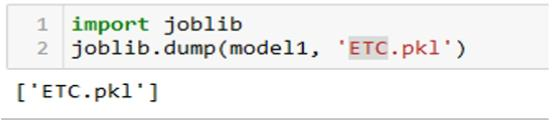 1 import joblib
2 joblib.dump(model1, 'ETC.pkl')
['ETC.pkl']